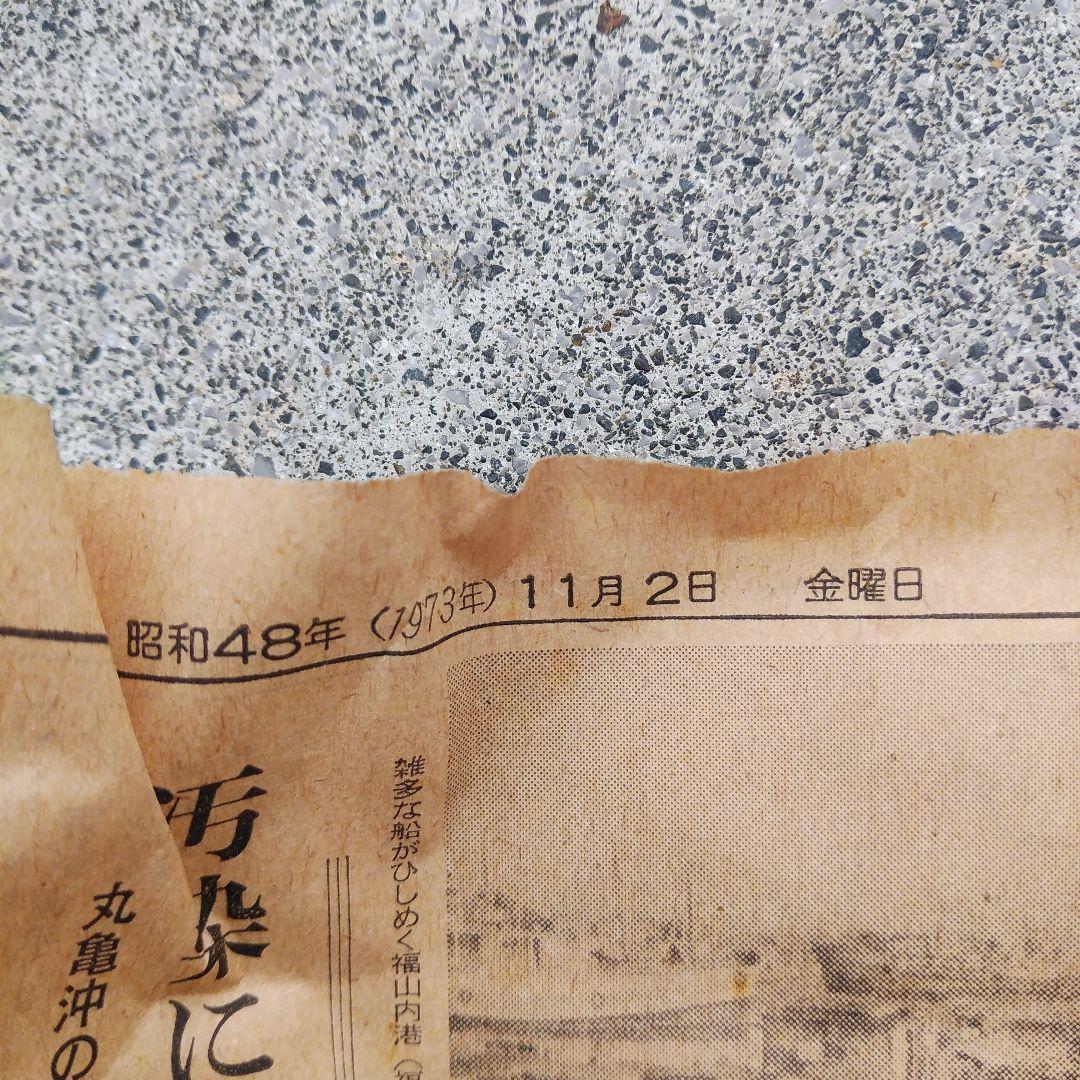 昭和48年（1973年）11月2日　金曜日
雑多な船がひしめく福山内港（福
汚染に
丸亀沖の